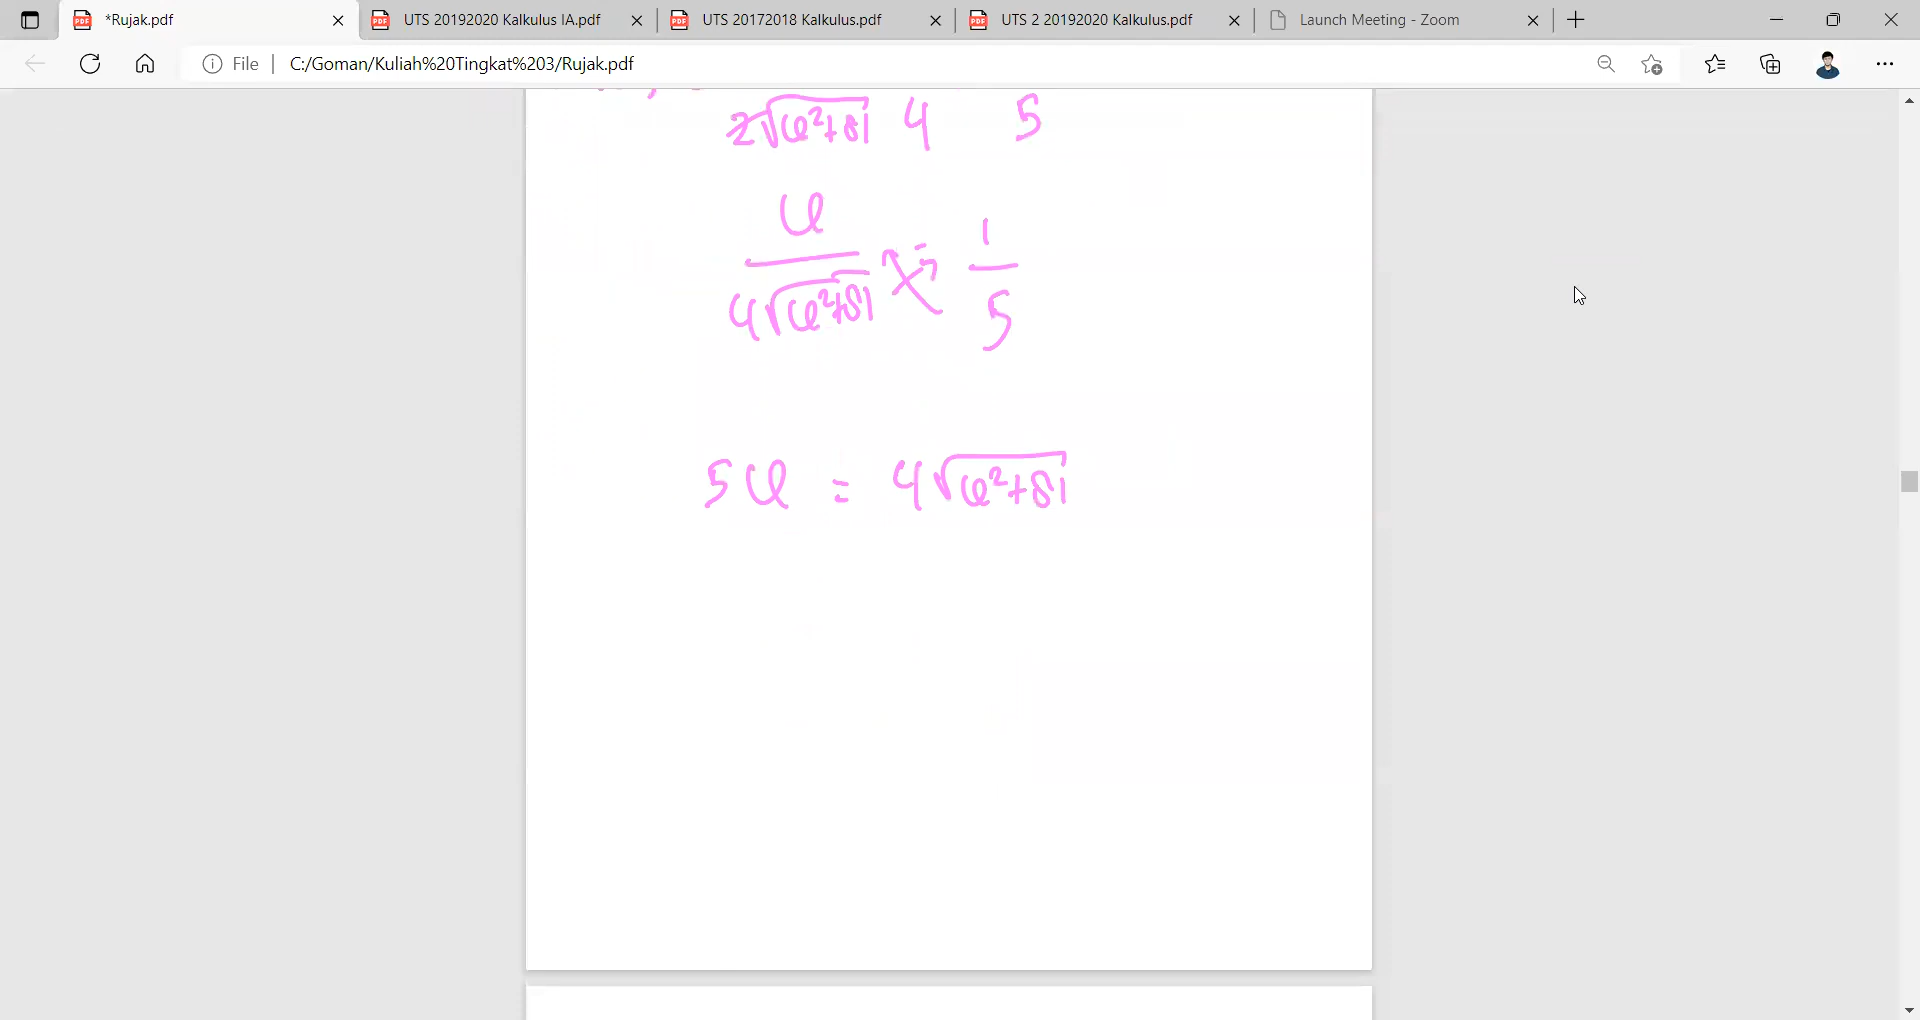 *Rujak.pdf
UTS 20192020 Kalkulus IA.pdf
UTS 20172018 Kalkulus.pdf
UTS 2 20192020 Kalkulus.pdf
Launch Meeting - Zoom
File
C:/Goman/Kuliah%20Tingkat%203/Rujak.pdf
2√(u²+81) 4 5
u/(4√(u²+81)) = 1/5
5u = 4√(u²+81)